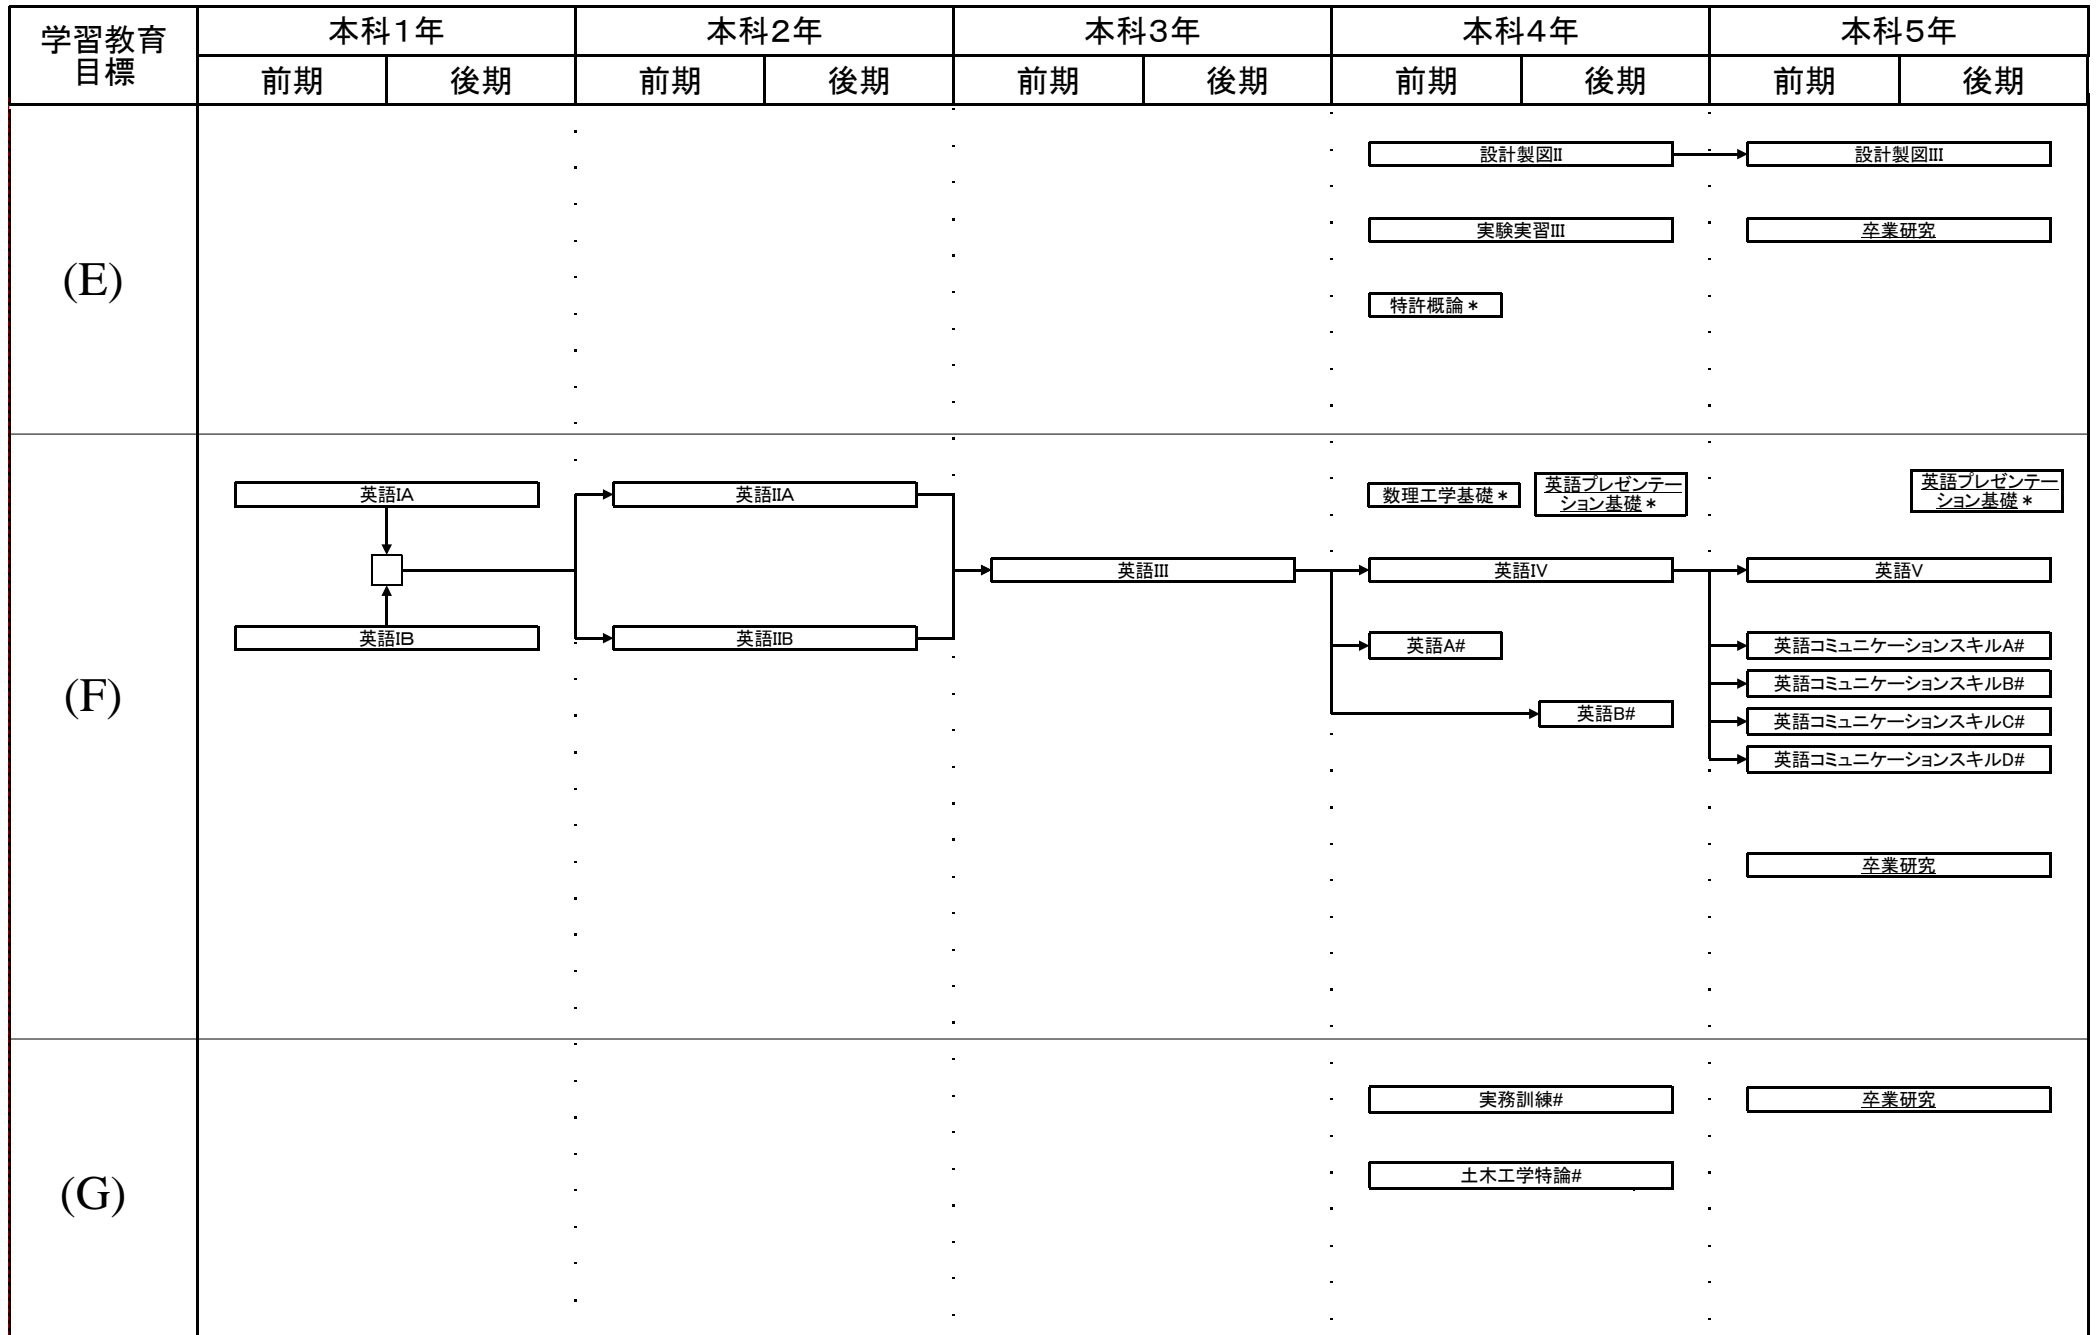 学習教育
目標
本科1年
本科2年
本科3年
本科4年
本科5年
前期
後期
前期
後期
前期
後期
前期
後期
前期
後期
(E)
設計製図II
設計製図III
実験実習III
卒業研究
特許概論*
(F)
英語IA
英語IIA
数理工学基礎*
英語プレゼンテー
ション基礎*
英語プレゼンテー
ション基礎*
英語III
英語IV
英語V
英語IB
英語IIB
英語A#
英語コミュニケーションスキルA#
英語コミュニケーションスキルB#
英語B#
英語コミュニケーションスキルC#
英語コミュニケーションスキルD#
卒業研究
(G)
実務訓練#
卒業研究
土木工学特論#